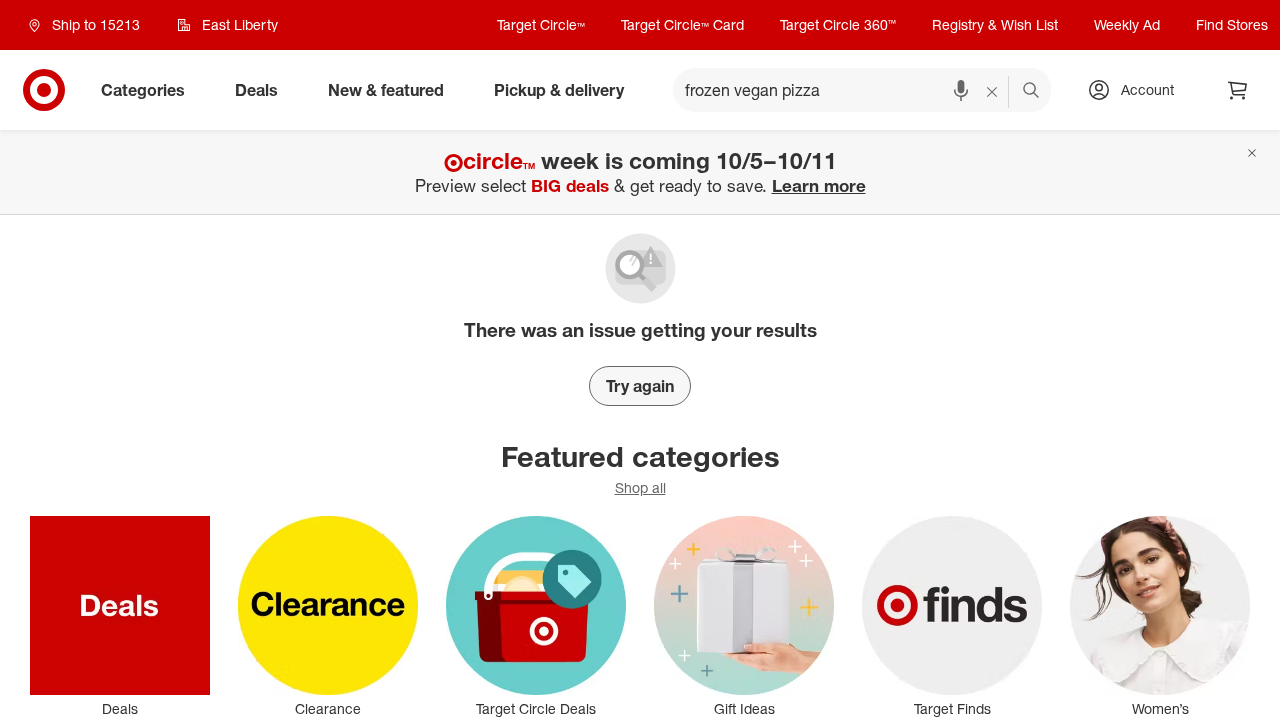 Ship to 15213
East Liberty
Target Circle™
Target Circle™ Card
Target Circle 360™
Registry & Wish List
Weekly Ad
Find Stores
Categories
Deals
New & featured
Pickup & delivery
frozen vegan pizza
Account
circle™ week is coming 10/5–10/11
Preview select BIG deals & get ready to save. Learn more
There was an issue getting your results
Try again
Featured categories
Shop all
Deals
Clearance
finds
Deals
Clearance
Target Circle Deals
Gift Ideas
Target Finds
Women’s